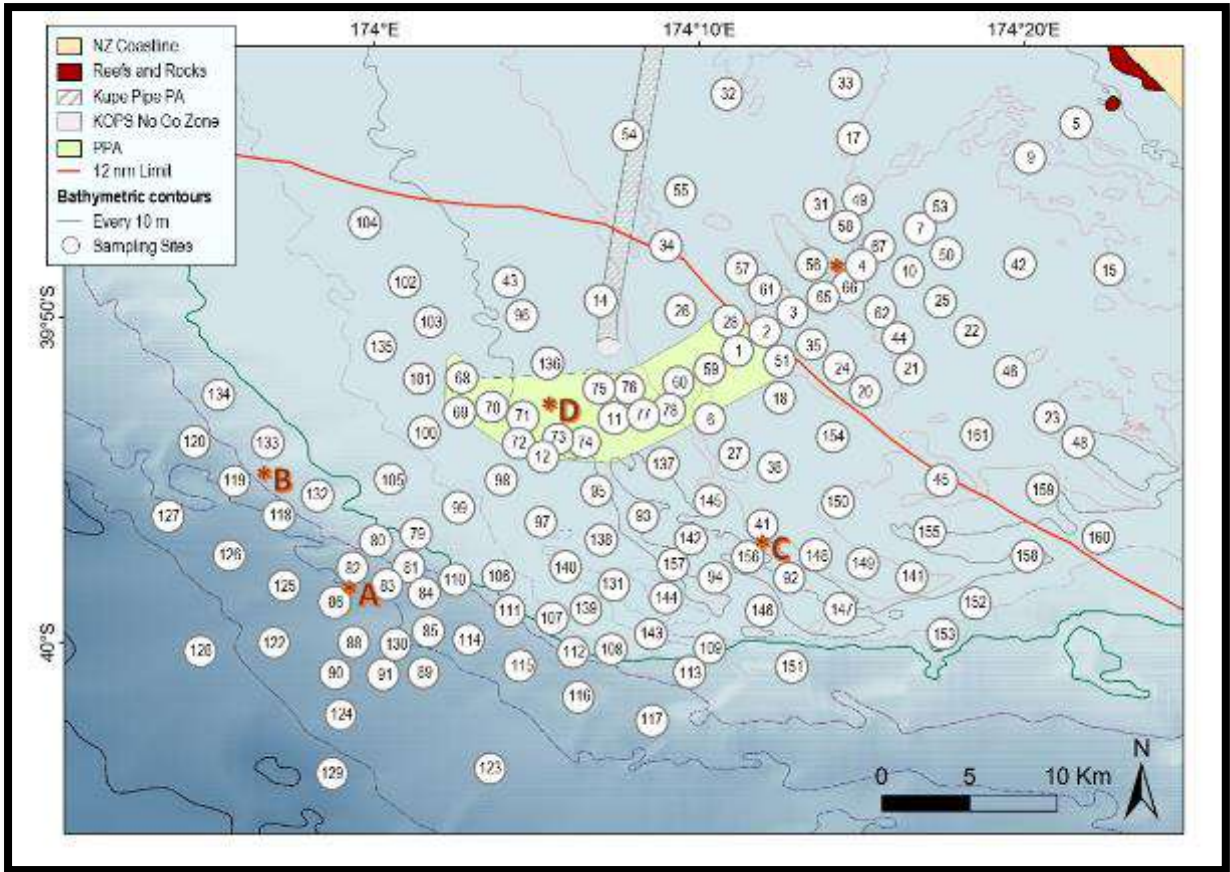 174°E 174°10'E 174°20'E
NZ Coastline
Reefs and Rocks
Kupe Pipe PA
KOPS No Go Zone
PPA
12 nm Limit
Bathymetric contours
Every 10 m
Sampling Sites
33
32
5
54 17
9
55 31 49 53
104 58 7
34 67
57 56 4 10 50 42 15
102 43 61 66
14 65 25
103 96 26 28 3 62 22
135 2 44
1 35
136 51 24 21 46
101 68 59
75 76 60 20
134 D 18
69 70 71 11 77 78 6 23
100 73 154 161 48
120 133 72 74
12 27
B 137 36
119 105 98 45 159
132 95
118 99 145 150
127 97 93 41 155
80 79 138 142 160
126 C
82 81 140 157 156 148 149 158
110 106 94 92 141
125 83 84 131
86 A 144
111 107 139 146 147 152
85 143 153
122 88 130 114
128 112 108 109
115 151
90 91 89 113
116
124 117
129 123
39°50'S
40°S
N
0 5 10 Km